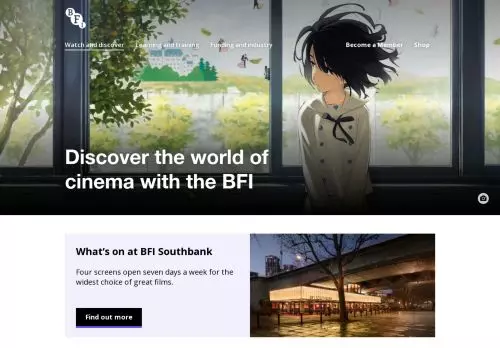 BFI
Watch and discover
Learning and training
Funding and industry
Become a Member
Shop
Discover the world of
cinema with the BFI
What's on at BFI Southbank
Four screens open seven days a week for the
widest choice of great films.
Find out more